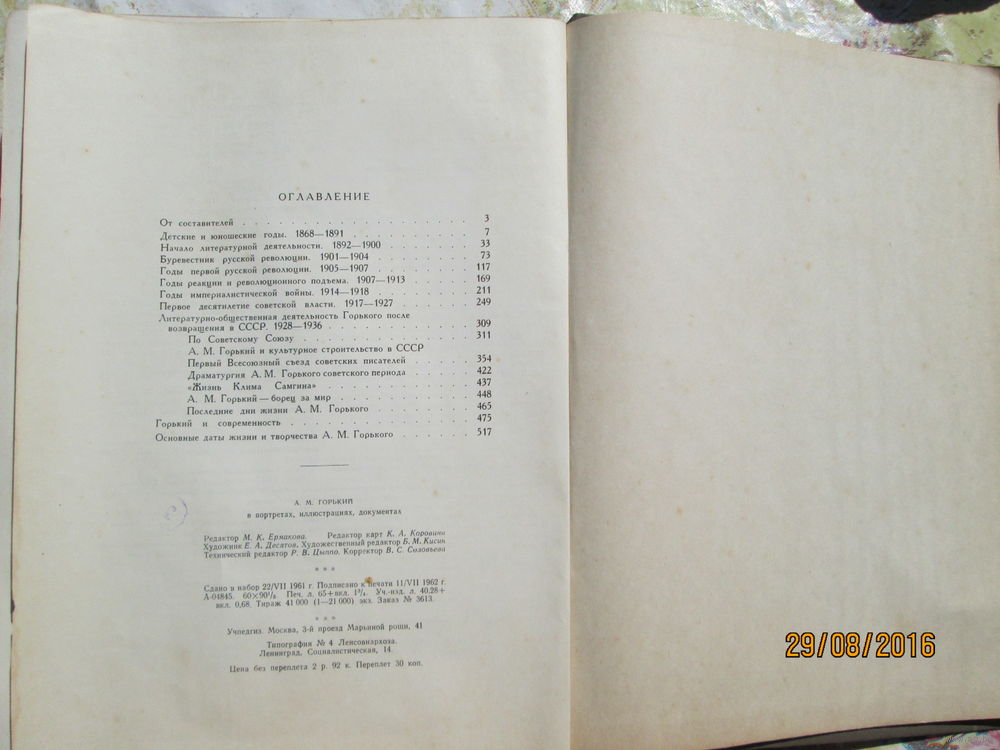 ОГЛАВЛЕНИЕ
От составителей . . . . . . . . . . . . . . . . . . . 3
Детские и юношеские годы. 1868—1891 . . . . . . . . . 7
Начало литературной деятельности. 1892—1900 . . . . . . . 33
Буревестник русской революции. 1901—1904 . . . . . . . . 73
Годы первой русской революции. 1905—1907 . . . . . . . . 117
Годы реакции и революционного подъема. 1907—1913 . . . . . 169
Годы империалистической войны. 1914—1918 . . . . . . . . 211
Первое десятилетие советской власти. 1917—1927 . . . . . . 249
Литературно-общественная деятельность Горького после
возвращения в СССР. 1928—1936 . . . . . . . . . . . 309
По Советскому Союзу . . . . . . . . . . . . . . 311
А. М. Горький и культурное строительство в СССР
Первый Всесоюзный съезд советских писателей . . . . . 354
Драматургия А. М. Горького советского периода . . . . . 422
«Жизнь Клима Самгина» . . . . . . . . . . . . 437
А. М. Горький — борец за мир . . . . . . . . . . . 448
Последние дни жизни А. М. Горького . . . . . . . . 465
Горький и современность . . . . . . . . . . . . . . . 475
Основные даты жизни и творчества А. М. Горького . . . . . . 517
А. М. ГОРЬКИЙ
в портретах, иллюстрациях, документах
Редактор М. К. Ермакова. Редактор карт К. А. Коровина
Художник Е. А. Десятов. Художественный редактор Б. М. Кисин
Технический редактор Р. В. Цыппо. Корректор В. С. Соловьева
* * *
Сдано в набор 22/VII 1961 г. Подписано к печати 11/VII 1962 г.
А-04845. 60×90⅛. Печ. л. 65+вкл. 1¾. Уч.-изд. л. 40,28+
вкл. 0,68. Тираж 41 000 (1—21 000) экз. Заказ № 3613.
* * *
Учпедгиз. Москва, 3-й проезд Марьиной рощи, 41
Типография № 4 Ленсовнархоза.
Ленинград, Социалистическая, 14.
Цена без переплета 2 р. 92 к. Переплет 30 коп.
29/08/2016